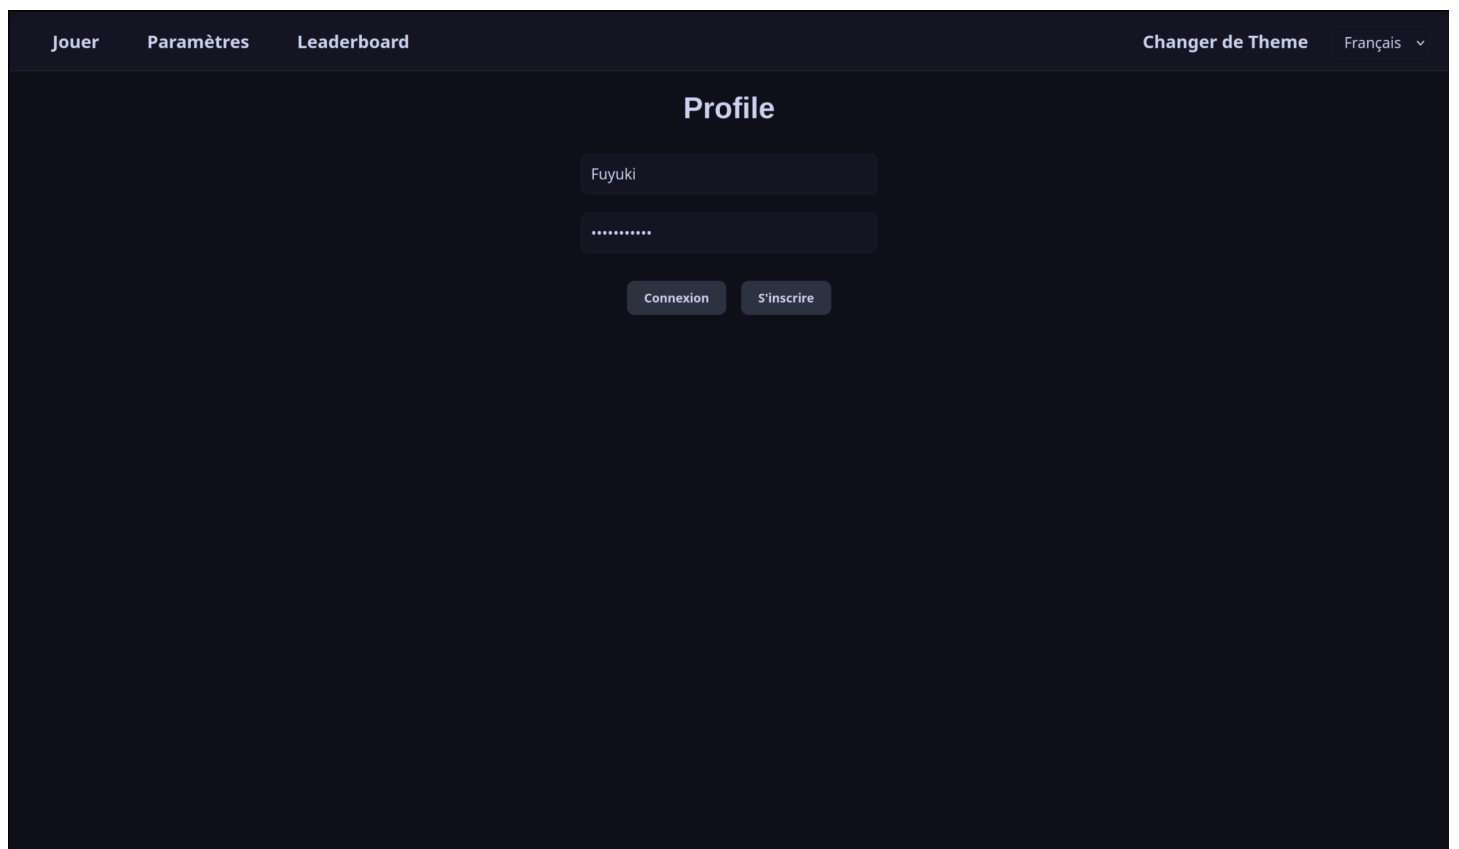 Jouer Paramètres Leaderboard Changer de Theme Français
Profile
Fuyuki
•••••••••••
Connexion S'inscrire